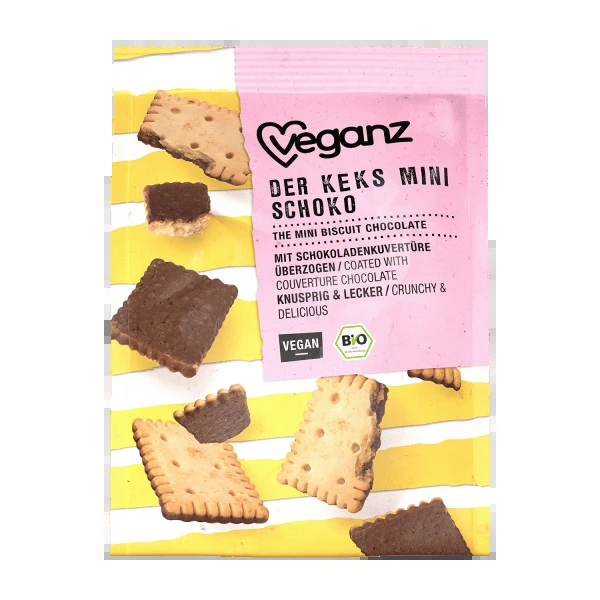 Veganz
DER KEKS MINI
SCHOKO
THE MINI BISCUIT CHOCOLATE
MIT SCHOKOLADENKUVERTÜRE
ÜBERZOGEN / COATED WITH
COUVERTURE CHOCOLATE
KNUSPRIG & LECKER / CRUNCHY &
DELICIOUS
VEGAN
BIO